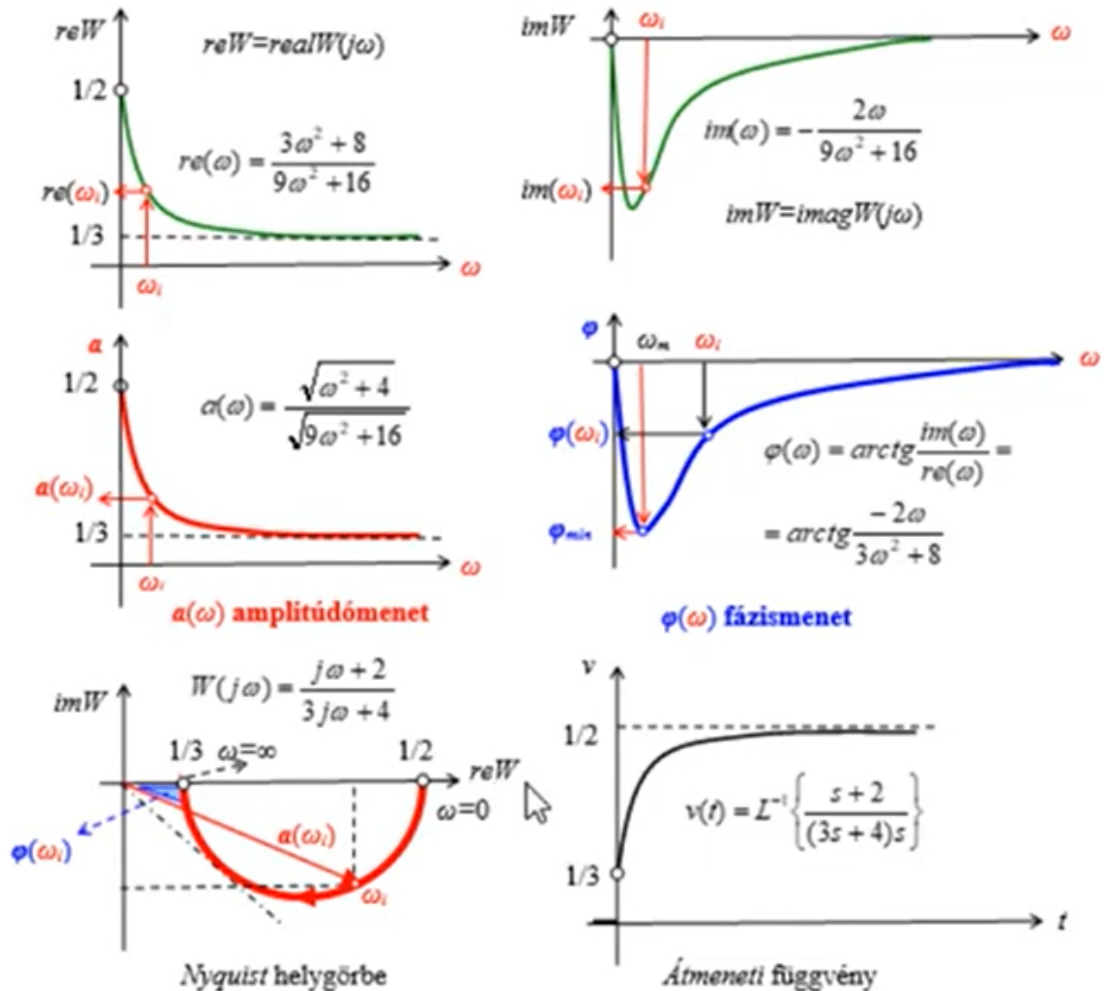 reW
reW=realW(jω)
1/2
re(ω) = (3ω² + 8)/(9ω² + 16)
re(ωᵢ)
1/3
ω
ωᵢ
imW
ωᵢ
ω
im(ω) = − 2ω/(9ω² + 16)
im(ωᵢ)
imW=imagW(jω)
a
1/2
a(ω) = √(ω² + 4)/√(9ω² + 16)
a(ωᵢ)
1/3
ω
ωᵢ
a(ω) amplitúdómenet
φ
ωₘ
ωᵢ
ω
φ(ωᵢ)
φ(ω) = arctg im(ω)/re(ω) =
φmin
= arctg −2ω/(3ω² + 8)
φ(ω) fázismenet
imW
W(jω) = (jω + 2)/(3jω + 4)
1/3
ω=∞
1/2
reW
ω=0
a(ωᵢ)
φ(ωᵢ)
ωᵢ
Nyquist helygörbe
v
1/2
v(t) = L⁻¹{(s + 2)/((3s + 4)s)}
1/3
t
Átmeneti függvény